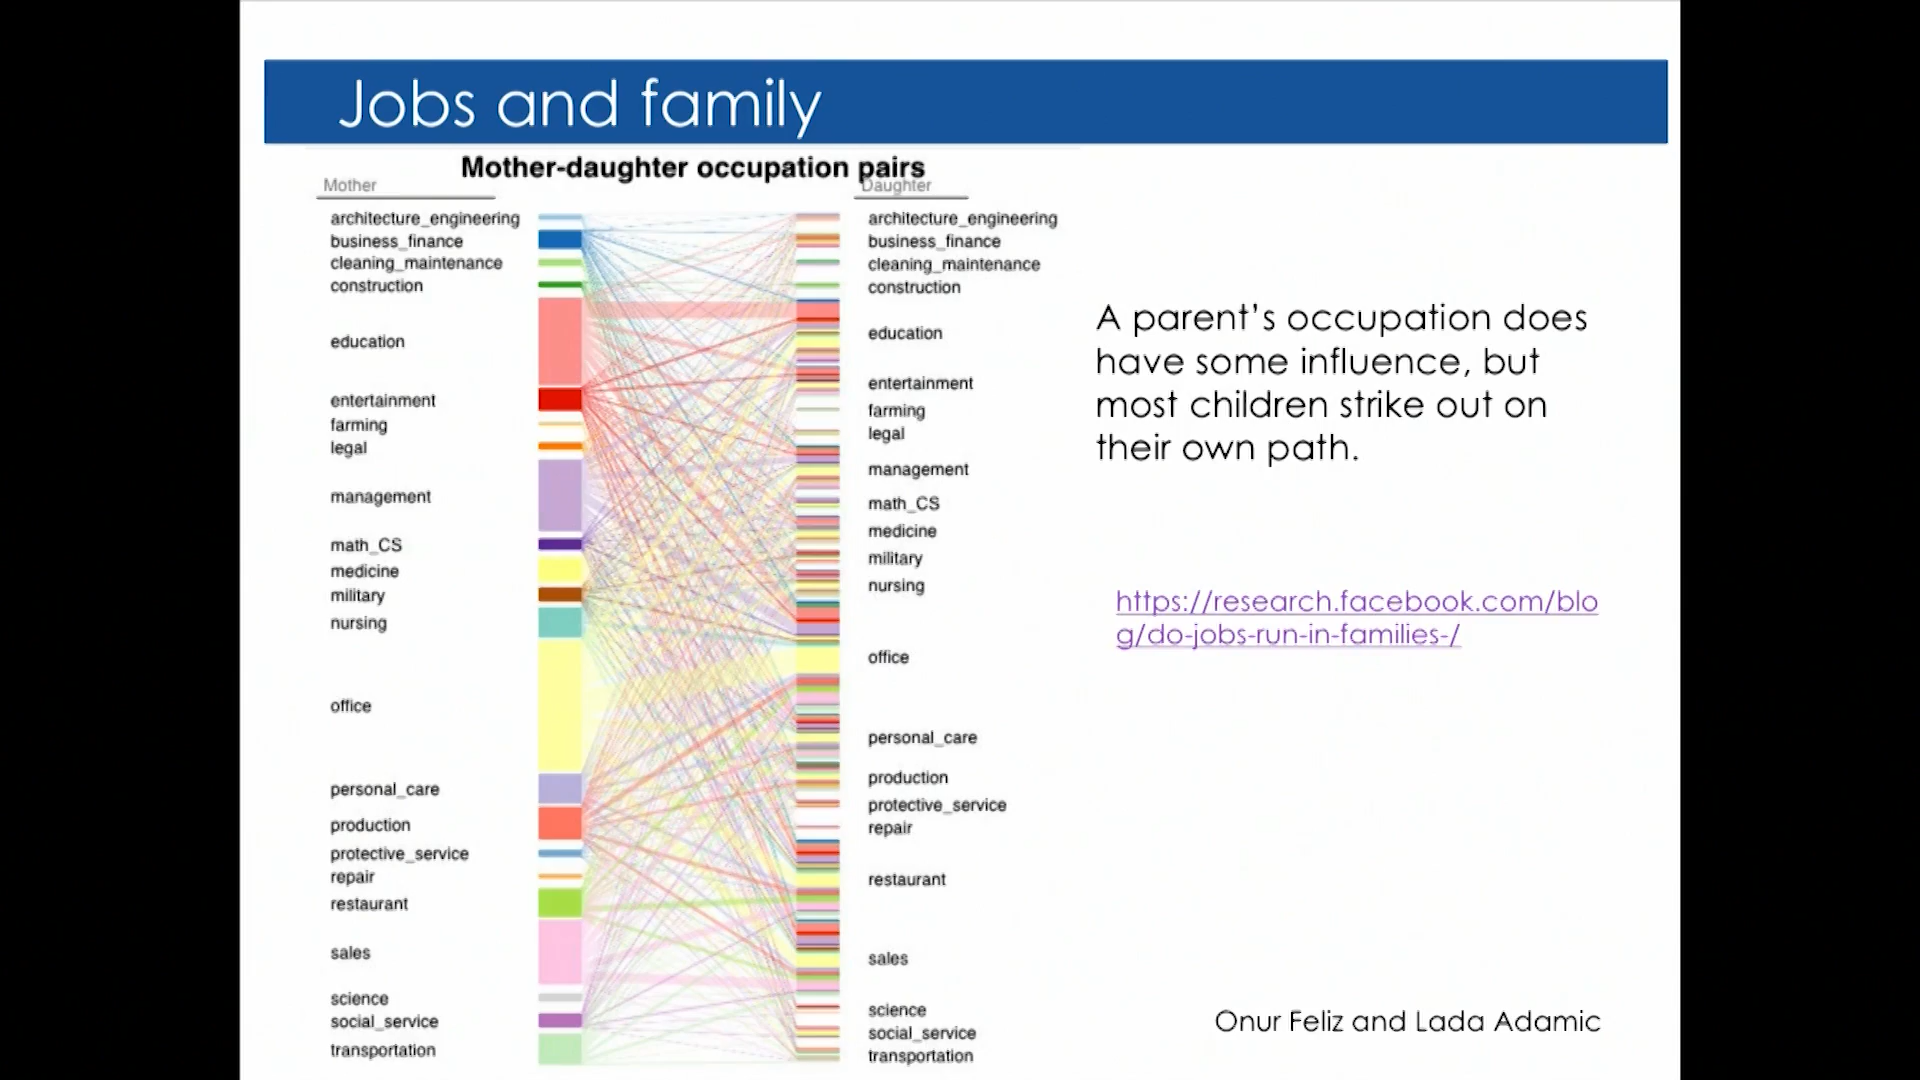 Jobs and family
Mother-daughter occupation pairs
Mother
architecture_engineering
business_finance
cleaning_maintenance
construction
education
entertainment
farming
legal
management
math_CS
medicine
military
nursing
office
personal_care
production
protective_service
repair
restaurant
sales
science
social_service
transportation
Daughter
architecture_engineering
business_finance
cleaning_maintenance
construction
education
entertainment
farming
legal
management
math_CS
medicine
military
nursing
office
personal_care
production
protective_service
repair
restaurant
sales
science
social_service
transportation
A parent's occupation does
have some influence, but
most children strike out on
their own path.
https://research.facebook.com/blo
g/do-jobs-run-in-families-/
Onur Feliz and Lada Adamic